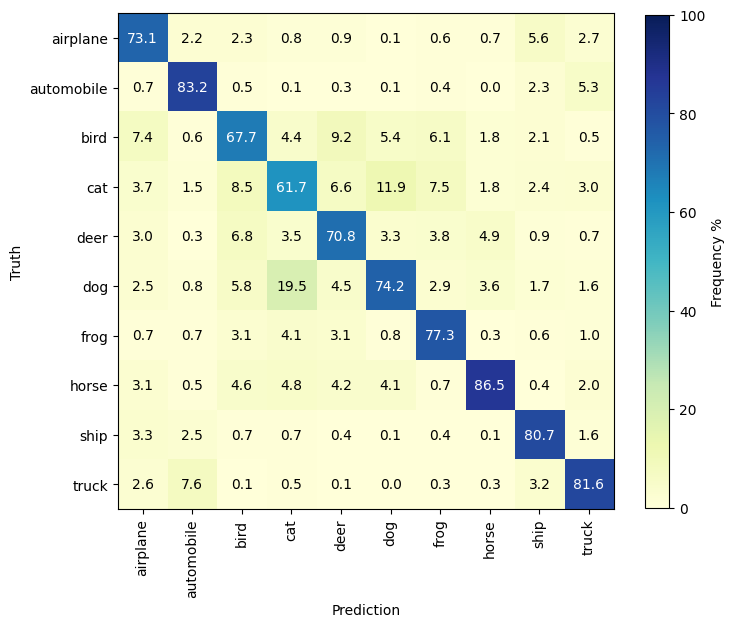 airplane 73.1 2.2 2.3 0.8 0.9 0.1 0.6 0.7 5.6 2.7
automobile 0.7 83.2 0.5 0.1 0.3 0.1 0.4 0.0 2.3 5.3
bird 7.4 0.6 67.7 4.4 9.2 5.4 6.1 1.8 2.1 0.5
cat 3.7 1.5 8.5 61.7 6.6 11.9 7.5 1.8 2.4 3.0
deer 3.0 0.3 6.8 3.5 70.8 3.3 3.8 4.9 0.9 0.7
dog 2.5 0.8 5.8 19.5 4.5 74.2 2.9 3.6 1.7 1.6
frog 0.7 0.7 3.1 4.1 3.1 0.8 77.3 0.3 0.6 1.0
horse 3.1 0.5 4.6 4.8 4.2 4.1 0.7 86.5 0.4 2.0
ship 3.3 2.5 0.7 0.7 0.4 0.1 0.4 0.1 80.7 1.6
truck 2.6 7.6 0.1 0.5 0.1 0.0 0.3 0.3 3.2 81.6
airplane automobile bird cat deer dog frog horse ship truck
Prediction
Truth
100
80
60
40
20
0
Frequency %